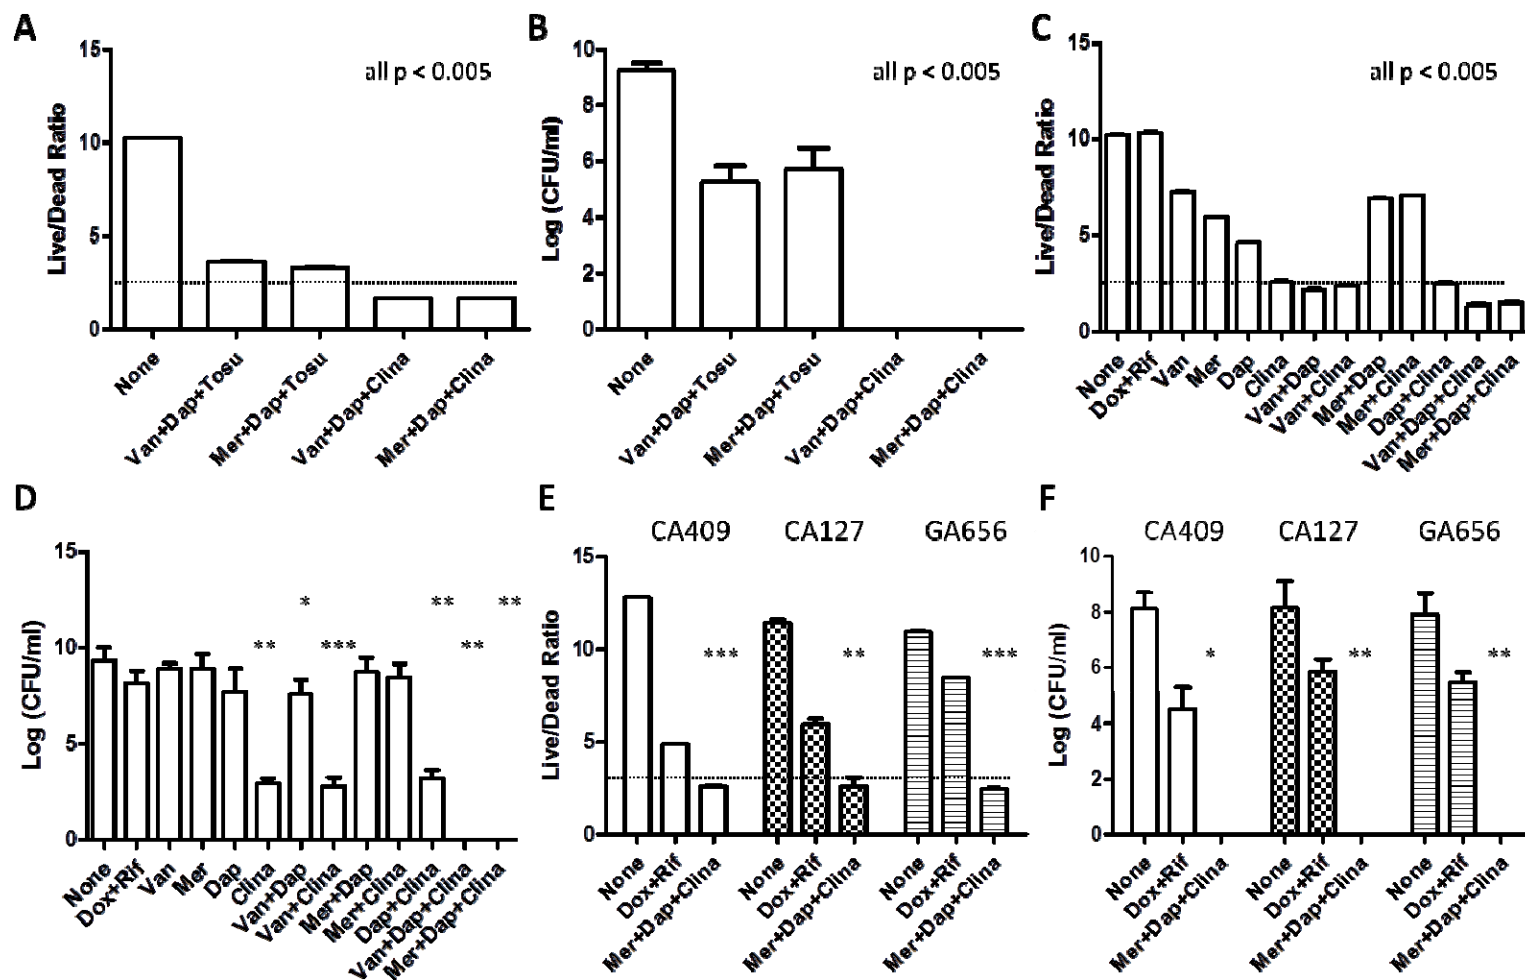 A
15
10
5
0
Live/Dead Ratio
all p < 0.005
None
Van+Dap+Tosu
Mer+Dap+Tosu
Van+Dap+Clina
Mer+Dap+Clina
B
10
8
6
4
2
0
Log (CFU/ml)
all p < 0.005
None
Van+Dap+Tosu
Mer+Dap+Tosu
Van+Dap+Clina
Mer+Dap+Clina
C
15
10
5
0
Live/Dead Ratio
all p < 0.005
None
Dox+Rif
Van
Mer
Dap
Clina
Van+Dap
Van+Clina
Mer+Dap
Mer+Clina
Dap+Clina
Van+Dap+Clina
Mer+Dap+Clina
D
15
10
5
0
Log (CFU/ml)
**
*
***
**
**
**
None
Dox+Rif
Van
Mer
Dap
Clina
Van+Dap
Van+Clina
Mer+Dap
Mer+Clina
Dap+Clina
Van+Dap+Clina
Mer+Dap+Clina
E
CA409 CA127 GA656
15
10
5
0
Live/Dead Ratio
*** ** ***
None
Dox+Rif
Mer+Dap+Clina
None
Dox+Rif
Mer+Dap+Clina
None
Dox+Rif
Mer+Dap+Clina
F
CA409 CA127 GA656
10
8
6
4
2
0
Log (CFU/ml)
* ** **
None
Dox+Rif
Mer+Dap+Clina
None
Dox+Rif
Mer+Dap+Clina
None
Dox+Rif
Mer+Dap+Clina